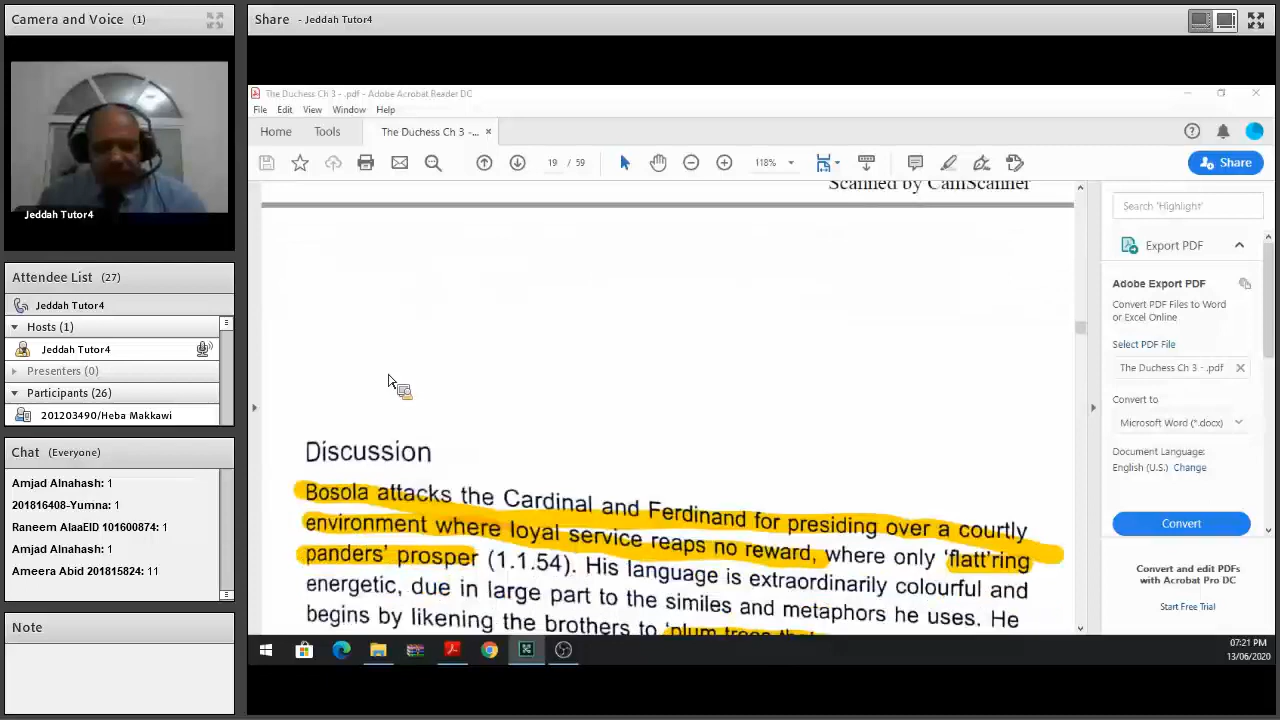 Camera and Voice (1)
Jeddah Tutor4
Attendee List (27)
Jeddah Tutor4
Hosts (1)
Jeddah Tutor4
Presenters (0)
Participants (26)
201203490/Heba Makkawi
Chat (Everyone)
Amjad Alnahash: 1
201816408-Yumna: 1
Raneem AlaaEID 101600874: 1
Amjad Alnahash: 1
Ameera Abid 201815824: 11
Note
Share - Jeddah Tutor4
The Duchess Ch 3 - .pdf - Adobe Acrobat Reader DC
File Edit View Window Help
Home Tools The Duchess Ch 3 -... ×
19 / 59 118% Share
Scanned by CamScanner
Discussion
Bosola attacks the Cardinal and Ferdinand for presiding over a courtly
environment where loyal service reaps no reward, where only ‘flatt’ring
panders’ prosper (1.1.54). His language is extraordinarily colourful and
energetic, due in large part to the similes and metaphors he uses. He
begins by likening the brothers to ‘plum trees
Search 'Highlight'
Export PDF
Adobe Export PDF
Convert PDF Files to Word
or Excel Online
Select PDF File
The Duchess Ch 3 - .pdf
Convert to
Microsoft Word (*.docx)
Document Language:
English (U.S.) Change
Convert
Convert and edit PDFs
with Acrobat Pro DC
Start Free Trial
07:21 PM
13/06/2020